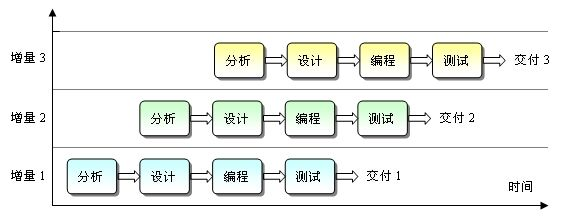 增量 3 分析 设计 编程 测试 交付 3
增量 2 分析 设计 编程 测试 交付 2
增量 1 分析 设计 编程 测试 交付 1
时间